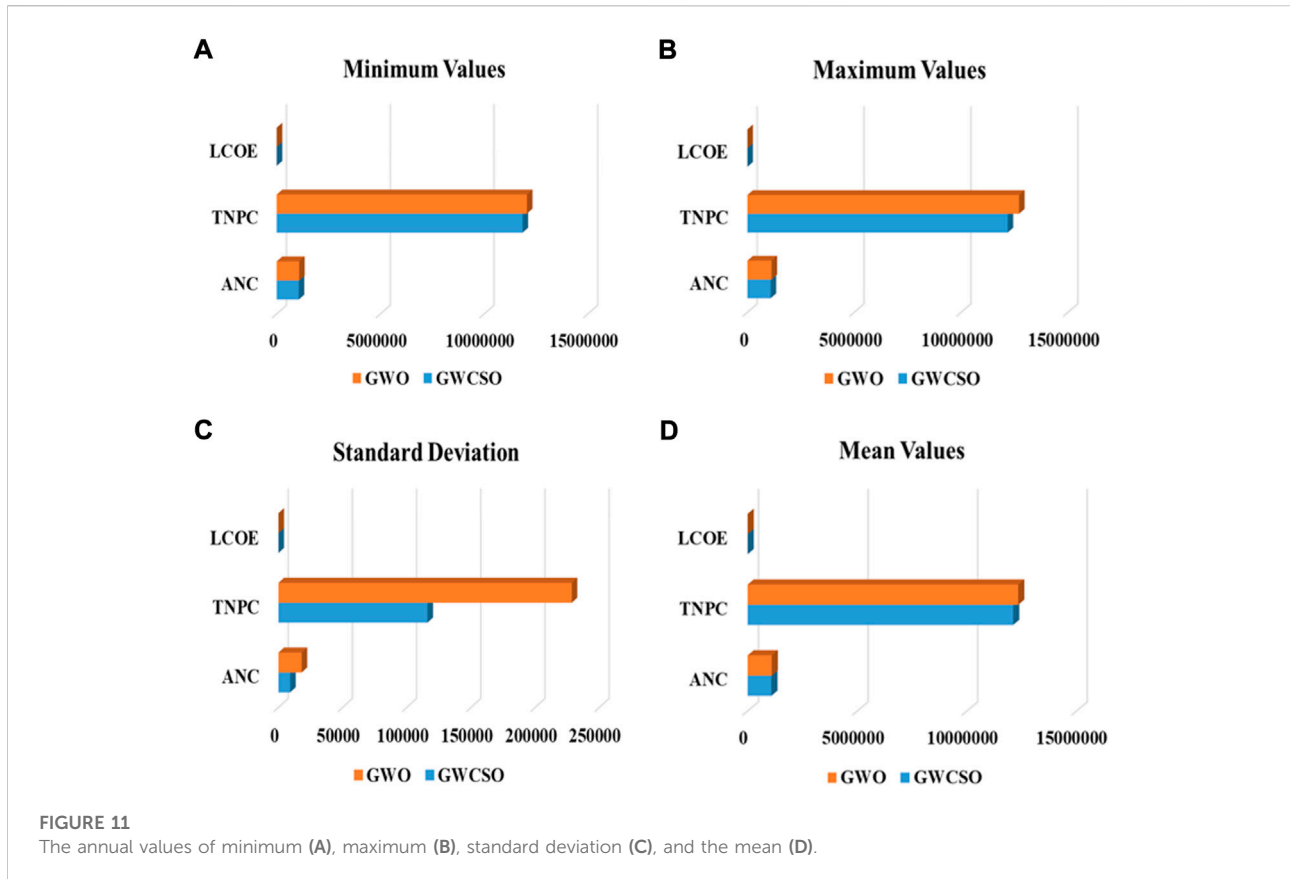 A
Minimum Values
LCOE
TNPC
ANC
0 5000000 10000000 15000000
GWO GWCSO
B
Maximum Values
LCOE
TNPC
ANC
0 5000000 10000000 15000000
GWO GWCSO
C
Standard Deviation
LCOE
TNPC
ANC
0 50000 100000 150000 200000 250000
GWO GWCSO
D
Mean Values
LCOE
TNPC
ANC
0 5000000 10000000 15000000
GWO GWCSO
FIGURE 11
The annual values of minimum (A), maximum (B), standard deviation (C), and the mean (D).